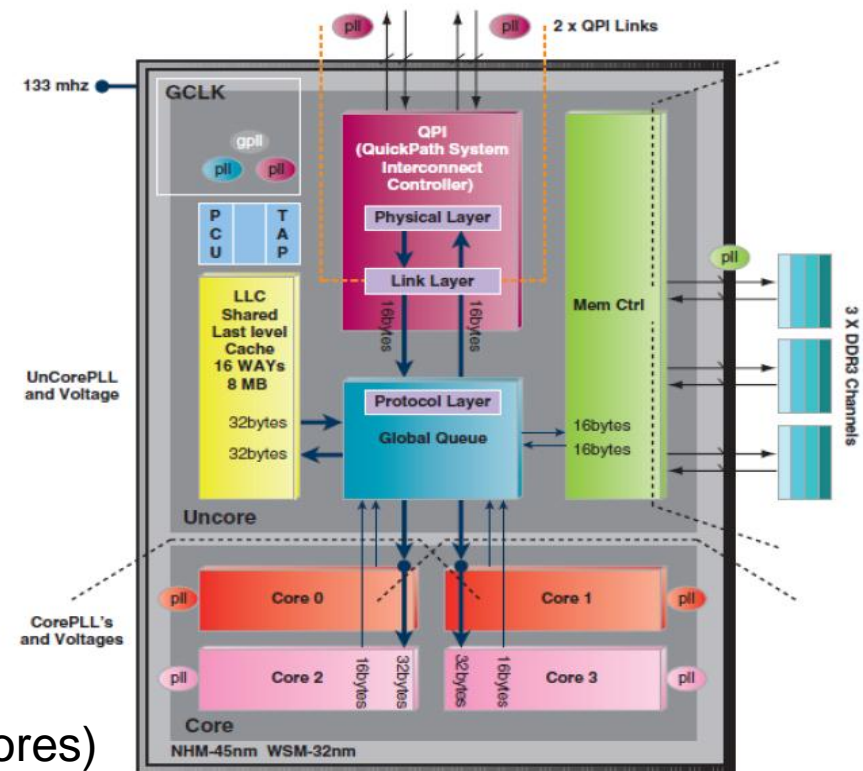 pll
pll
2 x QPI Links
133 mhz
GCLK
gpll
pll
pll
QPI
(QuickPath System
Interconnect
Controller)
Physical Layer
Link Layer
16bytes
16bytes
P
C
U
T
A
P
LLC
Shared
Last level
Cache
16 WAYs
8 MB
32bytes
32bytes
Protocol Layer
Global Queue
Mem Ctrl
16bytes
16bytes
pll
3 X DDR3 Channels
UnCorePLL
and Voltage
Uncore
CorePLL's
and Voltages
pll
Core 0
Core 1
pll
pll
Core 2
16bytes
32bytes
32bytes
16bytes
Core 3
pll
Core
NHM-45nm WSM-32nm
ores)